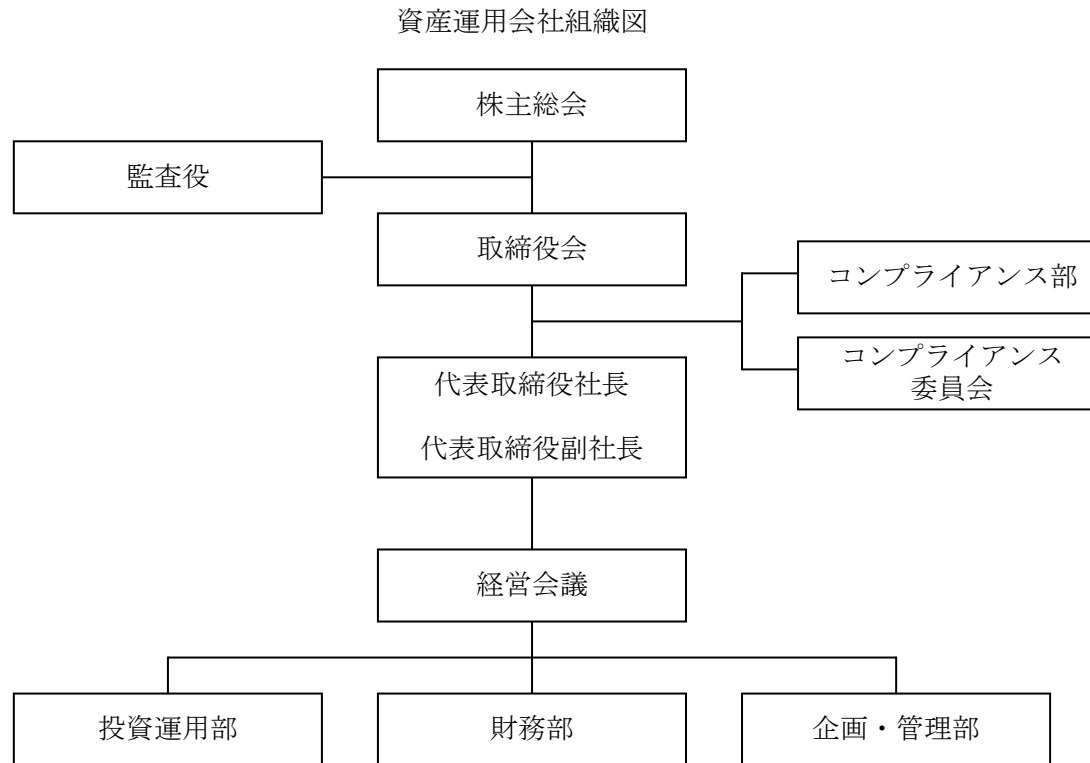 資産運用会社組織図
株主総会
監査役
取締役会
コンプライアンス部
コンプライアンス
委員会
代表取締役社長
代表取締役副社長
経営会議
投資運用部
財務部
企画・管理部